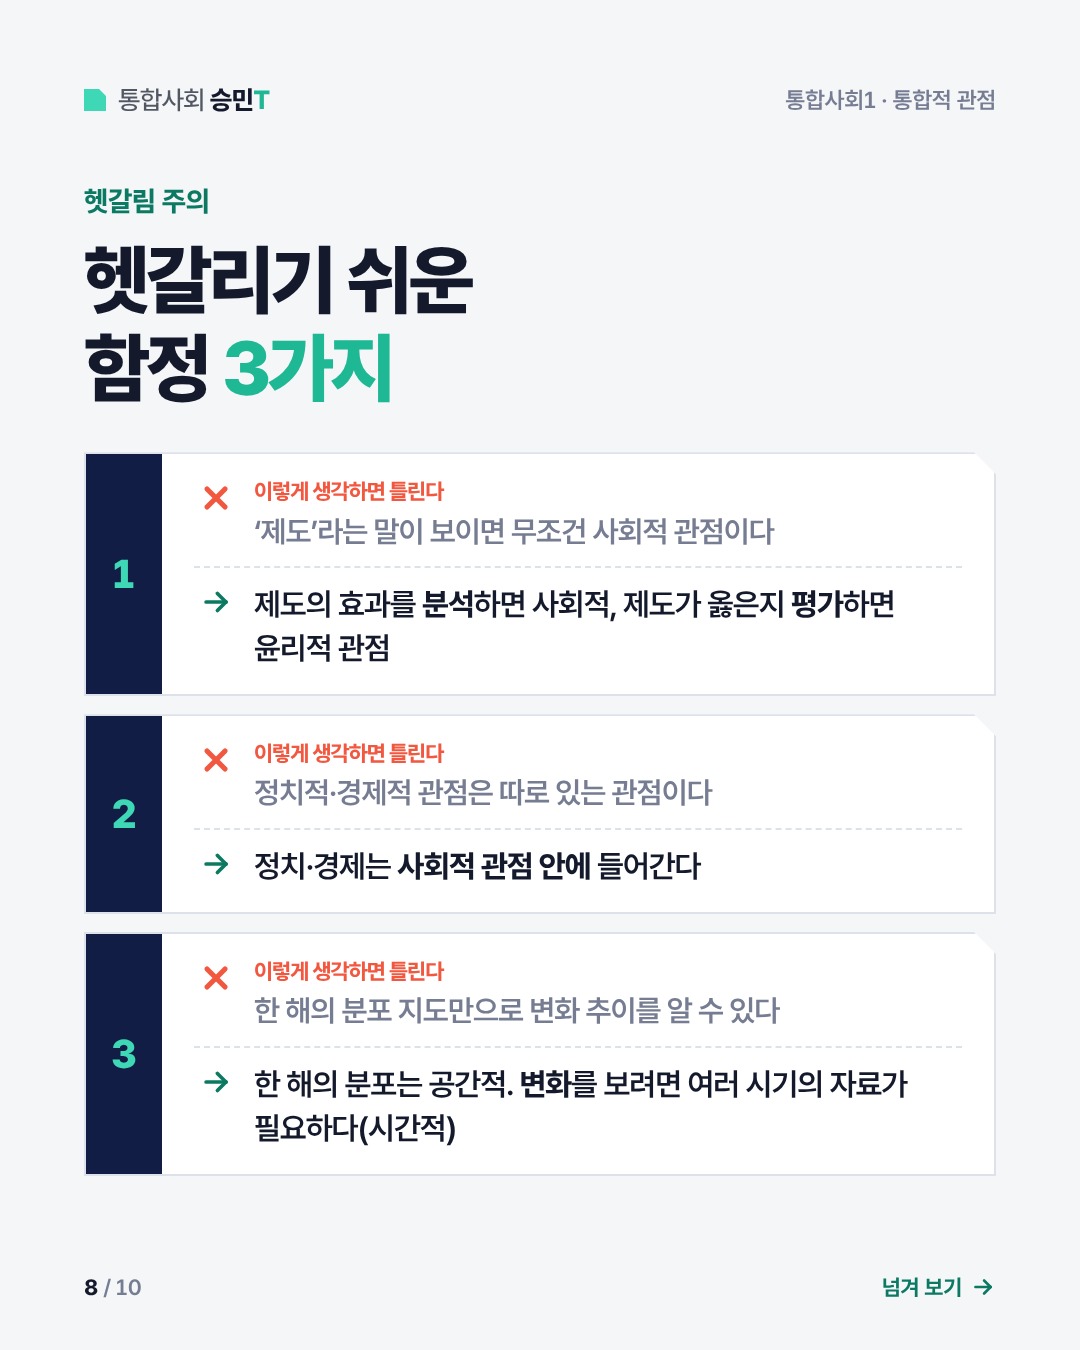 통합사회 승민T
통합사회1 · 통합적 관점
헷갈림 주의
헷갈리기 쉬운
함정 3가지
1
이렇게 생각하면 틀린다
‘제도’라는 말이 보이면 무조건 사회적 관점이다
제도의 효과를 분석하면 사회적, 제도가 옳은지 평가하면
윤리적 관점
2
이렇게 생각하면 틀린다
정치적·경제적 관점은 따로 있는 관점이다
정치·경제는 사회적 관점 안에 들어간다
3
이렇게 생각하면 틀린다
한 해의 분포 지도만으로 변화 추이를 알 수 있다
한 해의 분포는 공간적. 변화를 보려면 여러 시기의 자료가
필요하다(시간적)
8 / 10
넘겨 보기 →